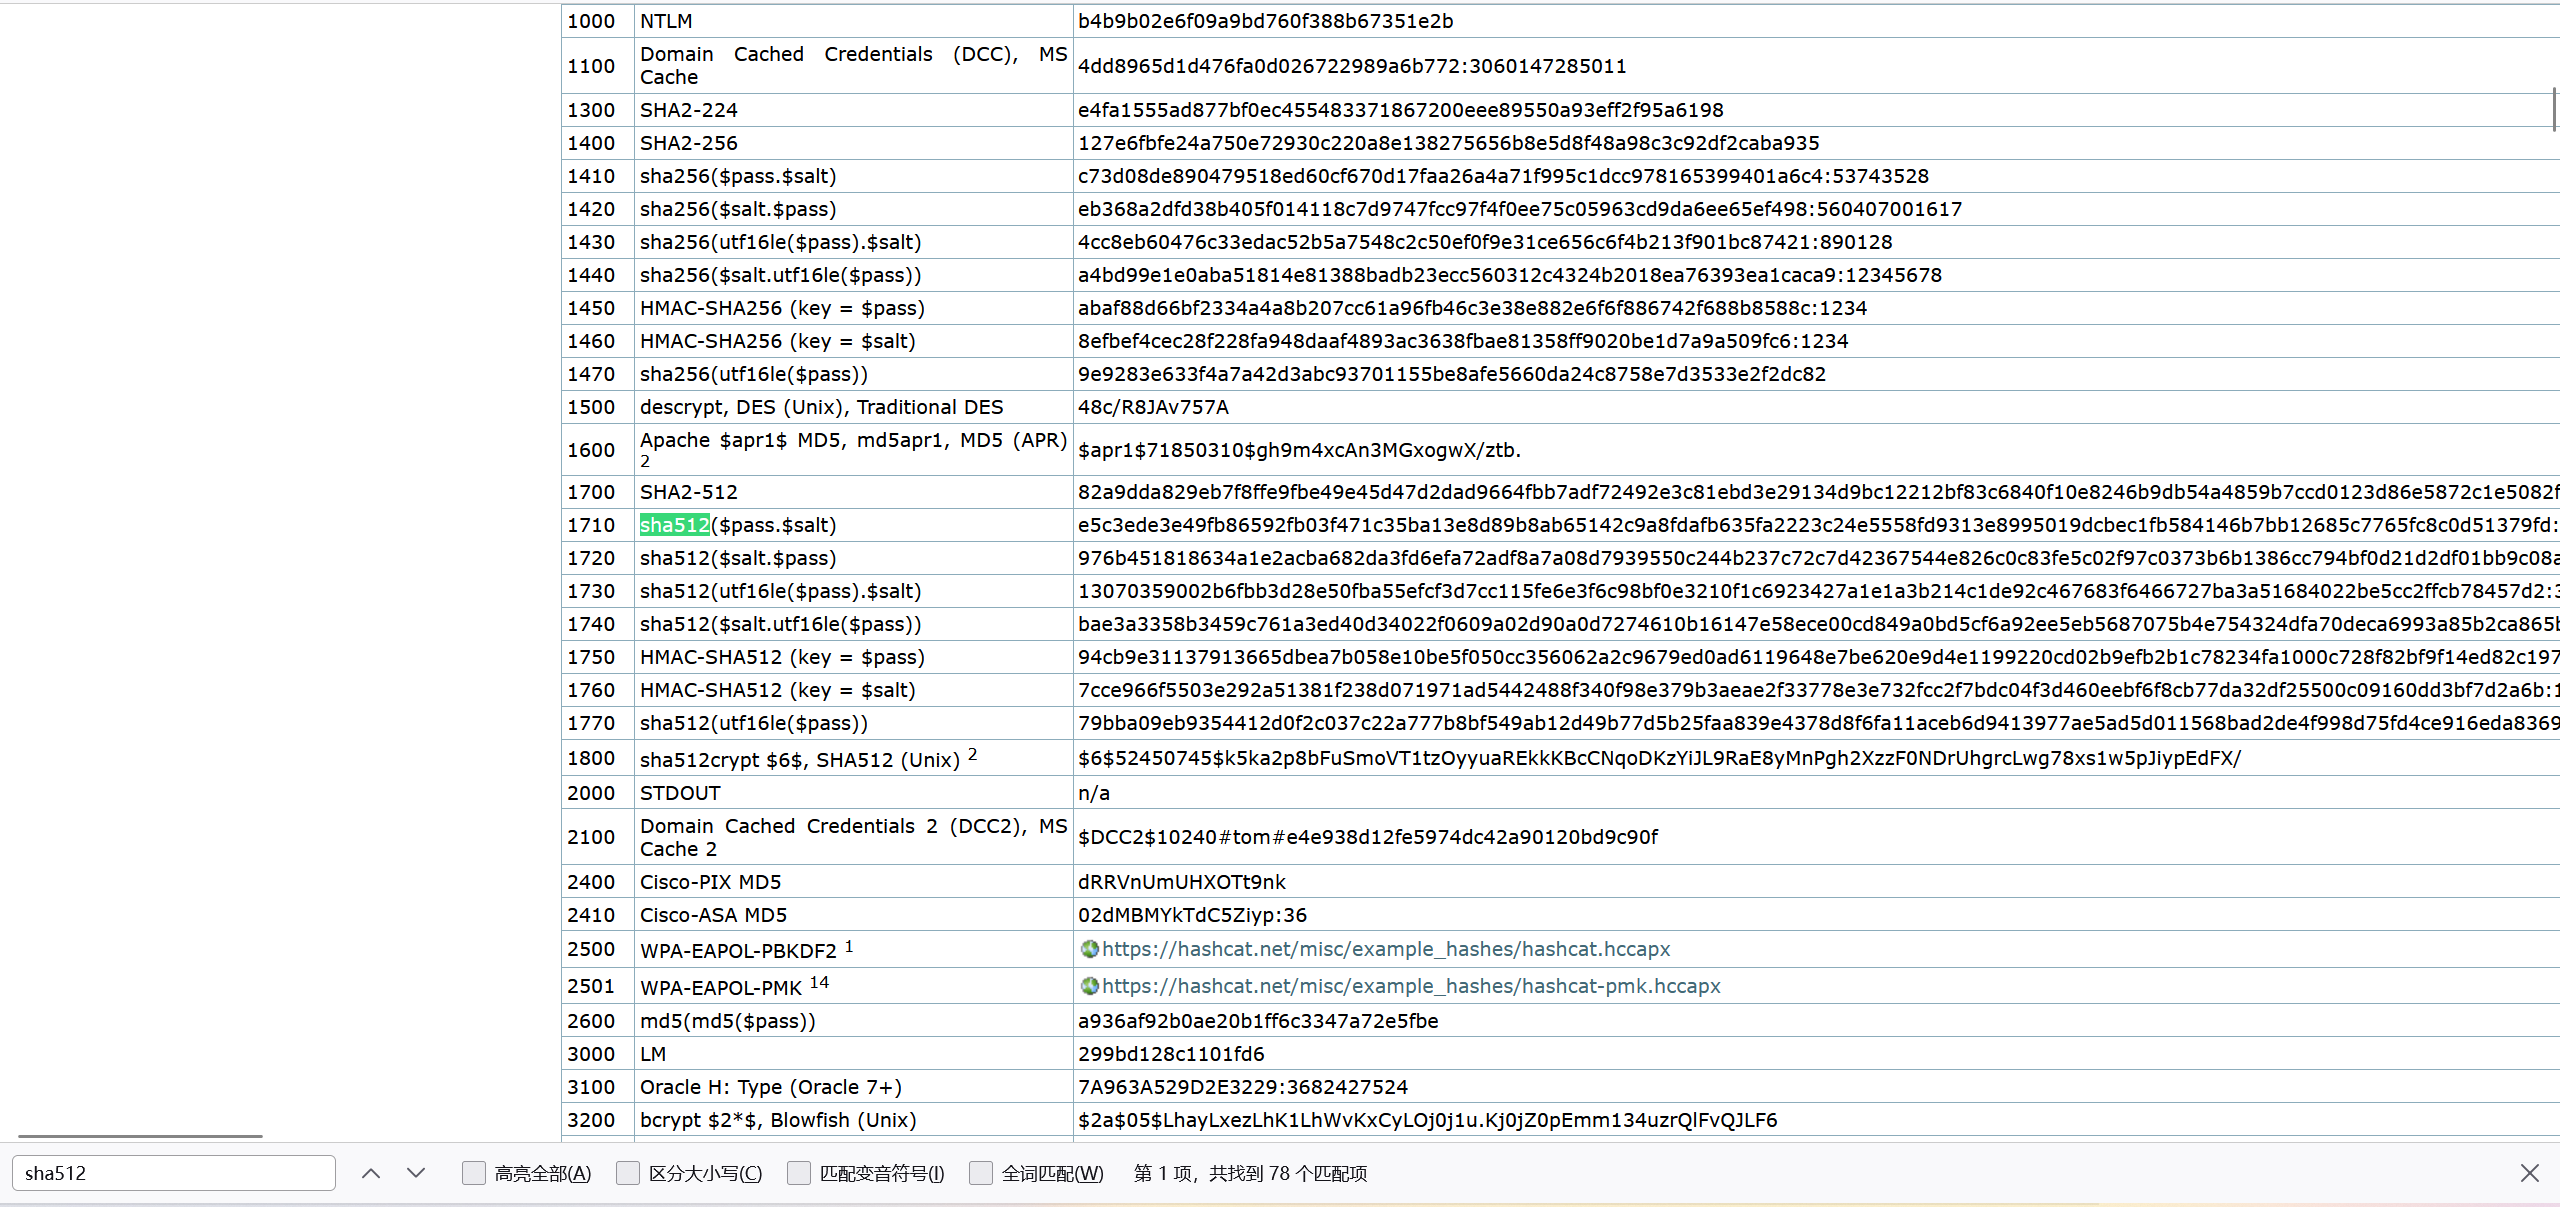 1000 NTLM b4b9b02e6f09a9bd760f388b67351e2b
1100 Domain Cached Credentials (DCC), MS Cache 4dd8965d1d476fa0d026722989a6b772:3060147285011
1300 SHA2-224 e4fa1555ad877bf0ec455483371867200eee89550a93eff2f95a6198
1400 SHA2-256 127e6fbfe24a750e72930c220a8e138275656b8e5d8f48a98c3c92df2caba935
1410 sha256($pass.$salt) c73d08de890479518ed60cf670d17faa26a4a71f995c1dcc978165399401a6c4:53743528
1420 sha256($salt.$pass) eb368a2dfd38b405f014118c7d9747fcc97f4f0ee75c05963cd9da6ee65ef498:560407001617
1430 sha256(utf16le($pass).$salt) 4cc8eb60476c33edac52b5a7548c2c50ef0f9e31ce656c6f4b213f901bc87421:890128
1440 sha256($salt.utf16le($pass)) a4bd99e1e0aba51814e81388badb23ecc560312c4324b2018ea76393ea1caca9:12345678
1450 HMAC-SHA256 (key = $pass) abaf88d66bf2334a4a8b207cc61a96fb46c3e38e882e6f6f886742f688b8588c:1234
1460 HMAC-SHA256 (key = $salt) 8efbef4cec28f228fa948daaf4893ac3638fbae81358ff9020be1d7a9a509fc6:1234
1470 sha256(utf16le($pass)) 9e9283e633f4a7a42d3abc93701155be8afe5660da24c8758e7d3533e2f2dc82
1500 descrypt, DES (Unix), Traditional DES 48c/R8JAv757A
1600 Apache $apr1$ MD5, md5apr1, MD5 (APR) 2 $apr1$71850310$gh9m4xcAn3MGxogwX/ztb.
1700 SHA2-512 82a9dda829eb7f8ffe9fbe49e45d47d2dad9664fbb7adf72492e3c81ebd3e29134d9bc12212bf83c6840f10e8246b9db54a4859b7ccd0123d86e5872c1e5082f
1710 sha512($pass.$salt) e5c3ede3e49fb86592fb03f471c35ba13e8d89b8ab65142c9a8fdafb635fa2223c24e5558fd9313e8995019dcbec1fb584146b7bb12685c7765fc8c0d51379fd:
1720 sha512($salt.$pass) 976b451818634a1e2acba682da3fd6efa72adf8a7a08d7939550c244b237c72c7d42367544e826c0c83fe5c02f97c0373b6b1386cc794bf0d21d2df01bb9c08a
1730 sha512(utf16le($pass).$salt) 13070359002b6fbb3d28e50fba55efcf3d7cc115fe6e3f6c98bf0e3210f1c6923427a1e1a3b214c1de92c467683f6466727ba3a51684022be5cc2ffcb78457d2:3
1740 sha512($salt.utf16le($pass)) bae3a3358b3459c761a3ed40d34022f0609a02d90a0d7274610b16147e58ece00cd849a0bd5cf6a92ee5eb5687075b4e754324dfa70deca6993a85b2ca865b
1750 HMAC-SHA512 (key = $pass) 94cb9e31137913665dbea7b058e10be5f050cc356062a2c9679ed0ad6119648e7be620e9d4e1199220cd02b9efb2b1c78234fa1000c728f82bf9f14ed82c197
1760 HMAC-SHA512 (key = $salt) 7cce966f5503e292a51381f238d071971ad5442488f340f98e379b3aeae2f33778e3e732fcc2f7bdc04f3d460eebf6f8cb77da32df25500c09160dd3bf7d2a6b:1
1770 sha512(utf16le($pass)) 79bba09eb9354412d0f2c037c22a777b8bf549ab12d49b77d5b25faa839e4378d8f6fa11aceb6d9413977ae5ad5d011568bad2de4f998d75fd4ce916eda8369
1800 sha512crypt $6$, SHA512 (Unix) 2 $6$52450745$k5ka2p8bFuSmoVT1tzOyyuaREkkKBcCNqoDKzYiJL9RaE8yMnPgh2XzzF0NDrUhgrcLwg78xs1w5pJiypEdFX/
2000 STDOUT n/a
2100 Domain Cached Credentials 2 (DCC2), MS Cache 2 $DCC2$10240#tom#e4e938d12fe5974dc42a90120bd9c90f
2400 Cisco-PIX MD5 dRRVnUmUHXOTt9nk
2410 Cisco-ASA MD5 02dMBMYkTdC5Ziyp:36
2500 WPA-EAPOL-PBKDF2 1 https://hashcat.net/misc/example_hashes/hashcat.hccapx
2501 WPA-EAPOL-PMK 14 https://hashcat.net/misc/example_hashes/hashcat-pmk.hccapx
2600 md5(md5($pass)) a936af92b0ae20b1ff6c3347a72e5fbe
3000 LM 299bd128c1101fd6
3100 Oracle H: Type (Oracle 7+) 7A963A529D2E3229:3682427524
3200 bcrypt $2*$, Blowfish (Unix) $2a$05$LhayLxezLhK1LhWvKxCyLOj0j1u.Kj0jZ0pEmm134uzrQlFvQJLF6
sha512 高亮全部(A) 区分大小写(C) 匹配变音符号(I) 全词匹配(W) 第 1 项，共找到 78 个匹配项